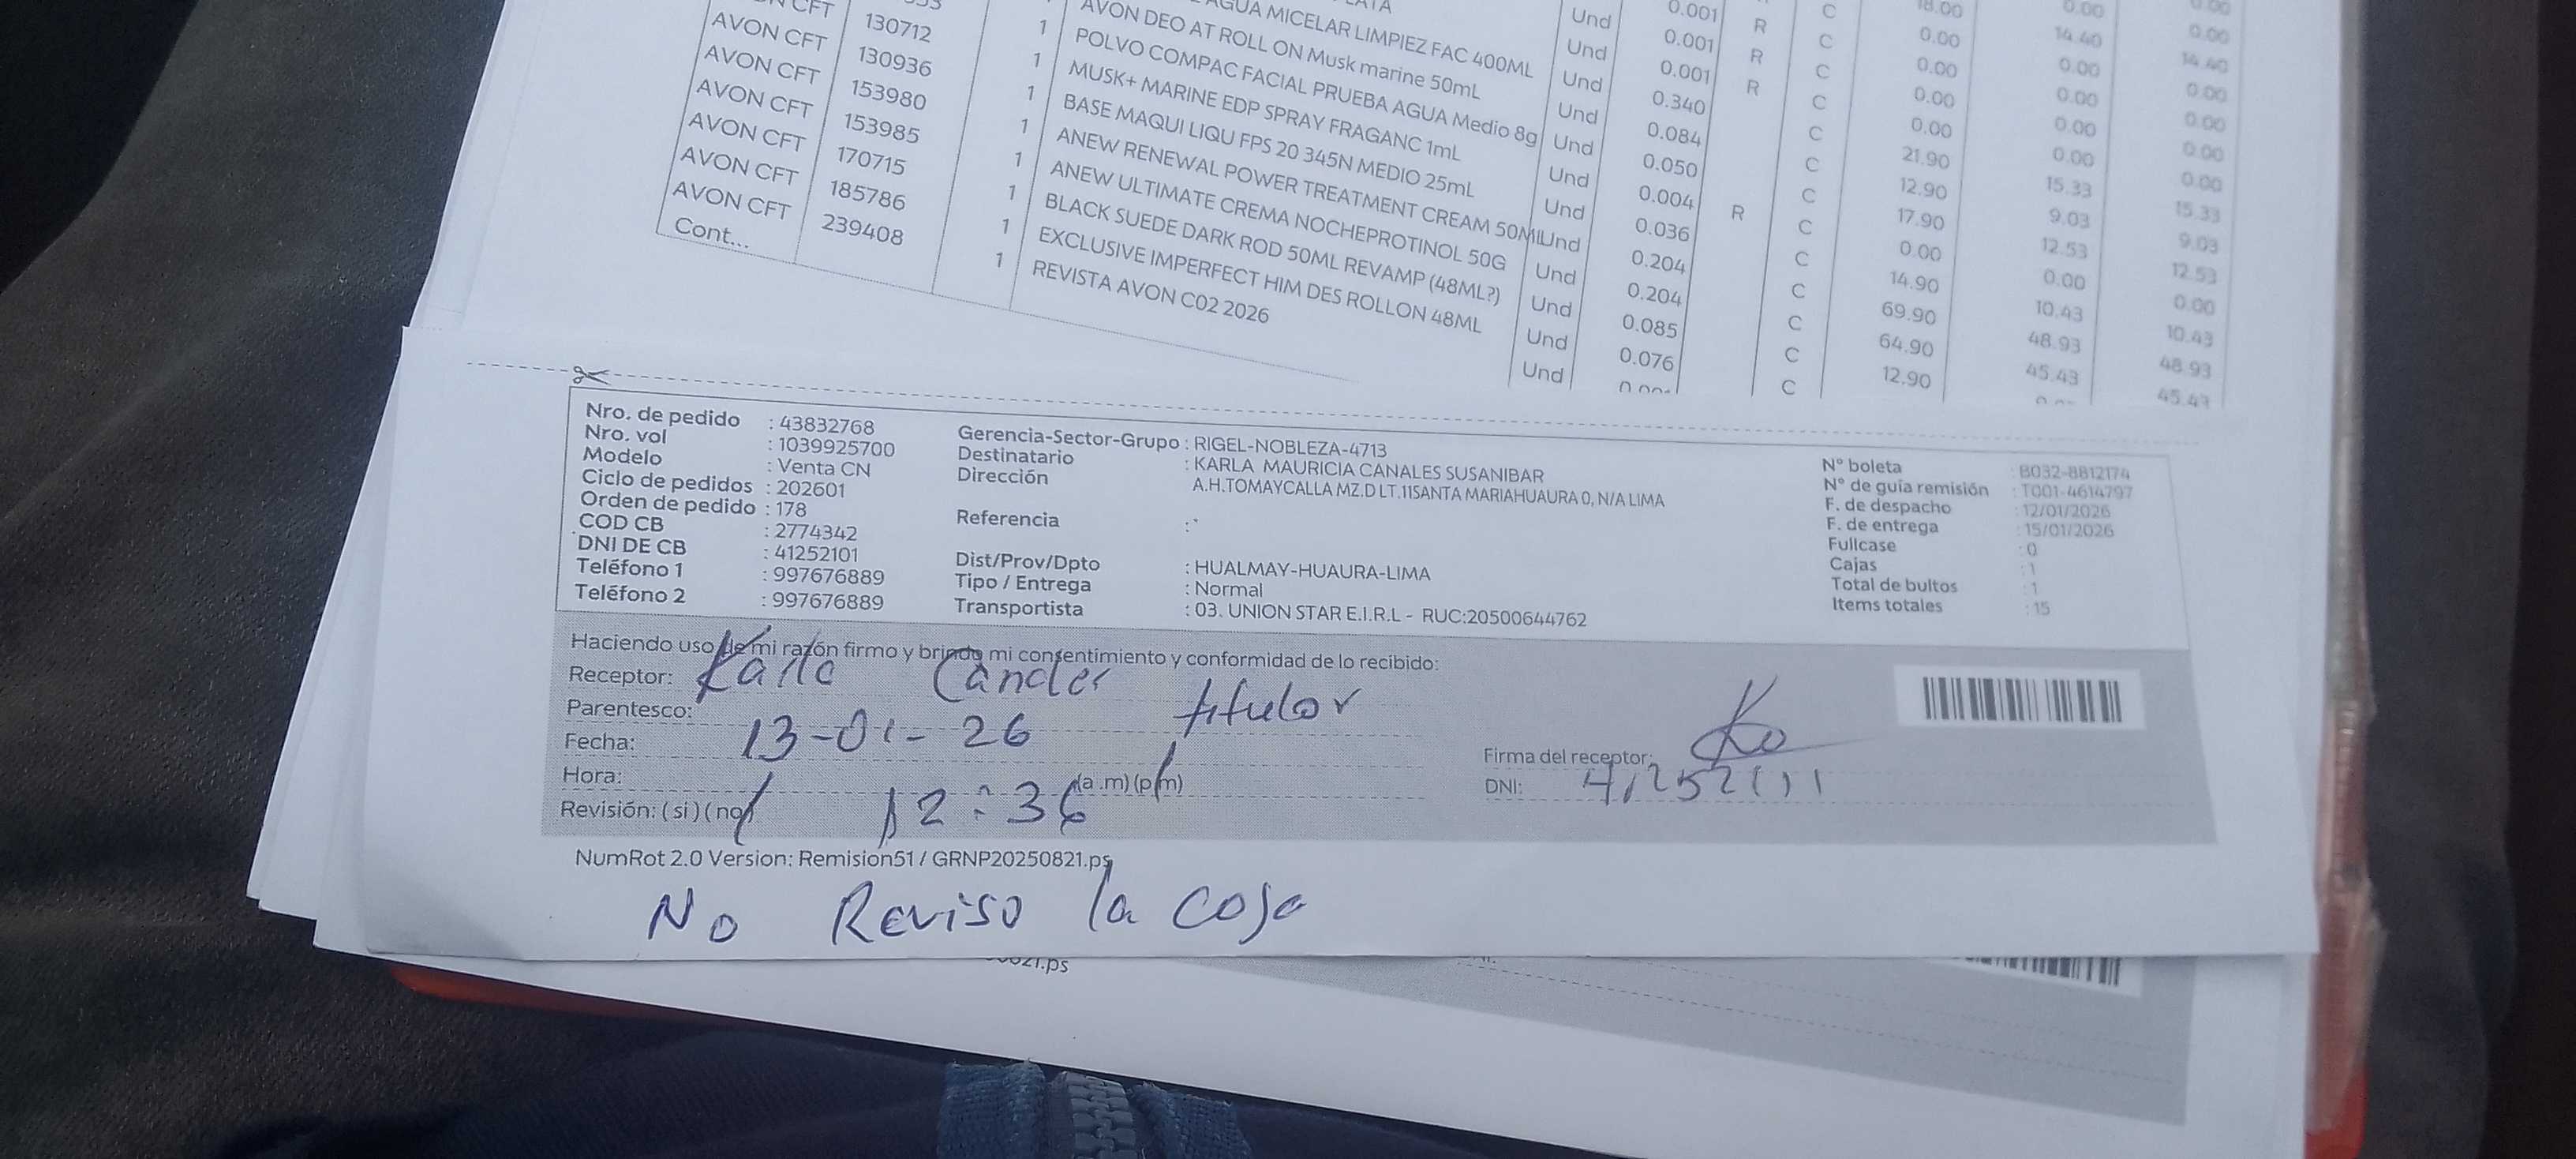 AVON CFT 130712 1 AGUA MICELAR LIMPIEZ FAC 400ML Und
AVON CFT 130936 1 AVON DEO AT ROLL ON Musk marine 50mL Und
AVON CFT 153980 1 POLVO COMPAC FACIAL PRUEBA AGUA Medio 8g Und
AVON CFT 153985 1 MUSK+ MARINE EDP SPRAY FRAGANC 1mL Und
AVON CFT 170715 1 BASE MAQUI LIQU FPS 20 345N MEDIO 25mL Und
AVON CFT 185786 1 ANEW RENEWAL POWER TREATMENT CREAM 50ML Und
AVON CFT 239408 1 ANEW ULTIMATE CREMA NOCHEPROTINOL 50G Und
Cont... 1 BLACK SUEDE DARK ROD 50ML REVAMP (48ML?) Und
1 EXCLUSIVE IMPERFECT HIM DES ROLLON 48ML Und
REVISTA AVON C02 2026 Und
0.001 R C 18.00 0.00 0.00
0.001 R C 0.00 14.40 0.00
0.001 R C 0.00 0.00 14.40
0.340 C 0.00 0.00 0.00
0.084 C 0.00 0.00 0.00
0.050 C 21.90 0.00 0.00
0.004 R C 12.90 15.33 0.00
0.036 C 17.90 9.03 15.33
0.204 C 0.00 12.53 9.03
0.204 C 14.90 0.00 12.53
0.085 C 69.90 10.43 0.00
0.076 C 64.90 48.93 10.43
C 12.90 45.43 48.93
45.43
Nro. de pedido : 43832768
Nro. vol : 1039925700
Modelo : Venta CN
Ciclo de pedidos : 202601
Orden de pedido : 178
COD CB : 2774342
DNI DE CB : 41252101
Teléfono 1 : 997676889
Teléfono 2 : 997676889
Gerencia-Sector-Grupo : RIGEL-NOBLEZA-4713
Destinatario : KARLA MAURICIA CANALES SUSANIBAR
Dirección A.H.TOMAYCALLA MZ.D LT.11SANTA MARIAHUAURA 0, N/A LIMA
Referencia :*
Dist/Prov/Dpto : HUALMAY-HUAURA-LIMA
Tipo / Entrega : Normal
Transportista : 03. UNION STAR E.I.R.L - RUC:20500644762
N° boleta : B032-8812174
N° de guía remisión : T001-4614797
F. de despacho : 12/01/2026
F. de entrega : 15/01/2026
Fullcase : 0
Cajas : 1
Total de bultos : 1
Items totales : 15
Haciendo uso de mi razón firmo y brindo mi consentimiento y conformidad de lo recibido:
Receptor: Karla Canales
Parentesco: titular
Fecha: 13-01-26
Hora: 12:36 (a.m) (p.m)
Revisión: (si) (no)
Firma del receptor:
DNI:
NumRot 2.0 Version: Remision51 / GRNP20250821.ps
No Reviso la caja
21.ps